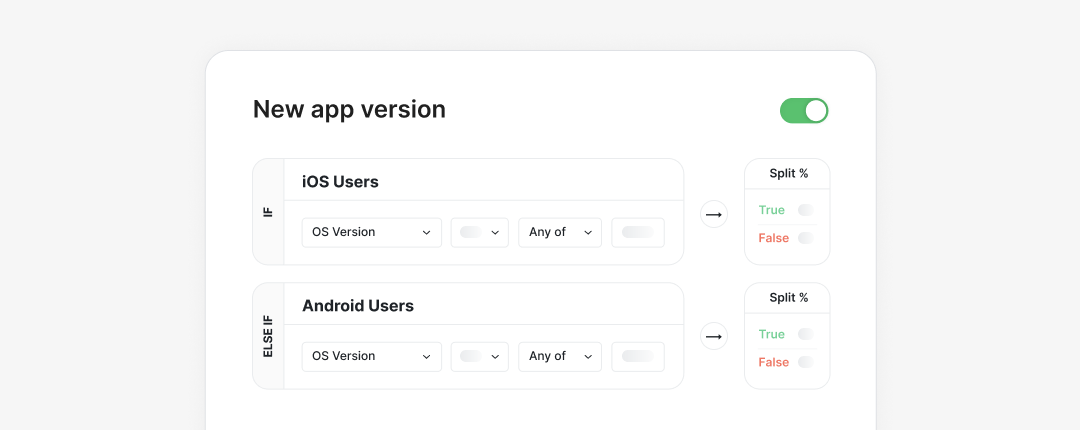 New app version
IF
iOS Users
OS Version
Any of
Split %
True
False
ELSE IF
Android Users
OS Version
Any of
Split %
True
False